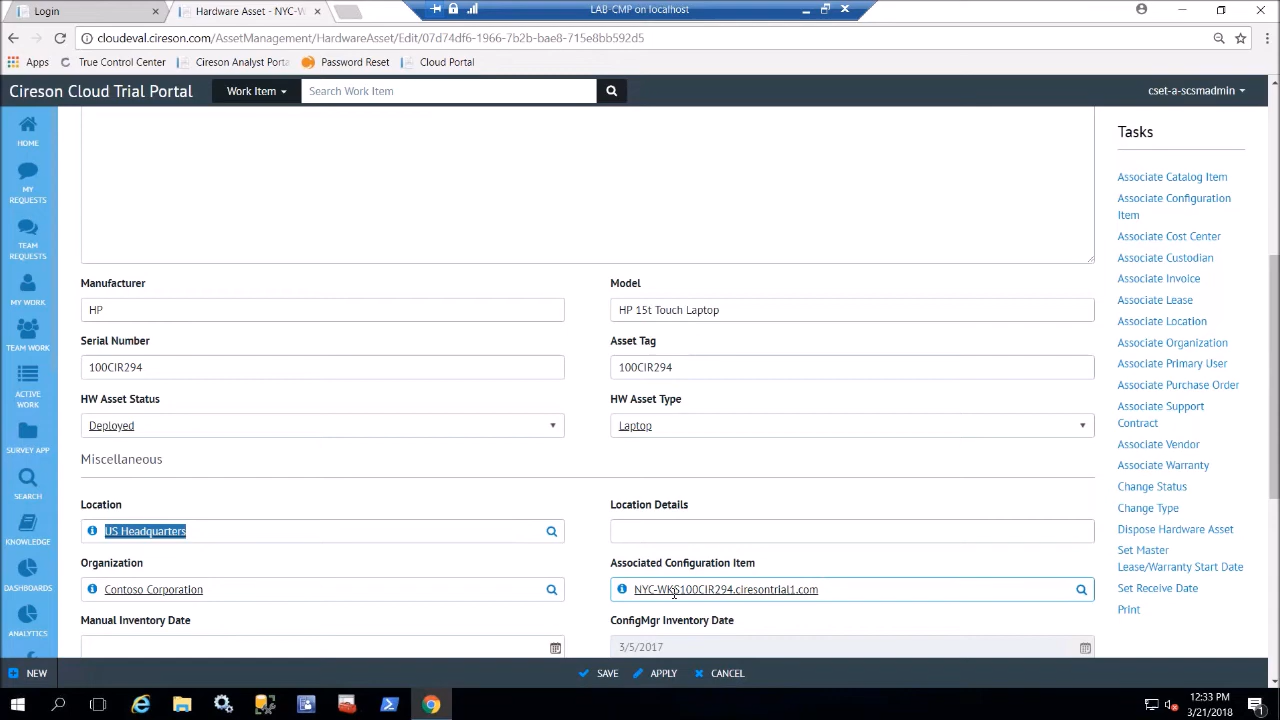 Login
Hardware Asset - NYC-W
LAB-CMP on localhost
cloudeval.cireson.com/AssetManagement/HardwareAsset/Edit/07d74df6-1966-7b2b-bae8-715e8bb592d5
Apps
True Control Center
Cireson Analyst Porta
Password Reset
Cloud Portal
Cireson Cloud Trial Portal
Work Item
Search Work Item
cset-a-scsmadmin
HOME
MY
REQUESTS
TEAM
REQUESTS
MY WORK
TEAM WORK
ACTIVE
WORK
SURVEY APP
SEARCH
KNOWLEDGE
DASHBOARDS
ANALYTICS
NEW
Manufacturer
HP
Model
HP 15t Touch Laptop
Serial Number
100CIR294
Asset Tag
100CIR294
HW Asset Status
Deployed
HW Asset Type
Laptop
Miscellaneous
Location
US Headquarters
Location Details
Organization
Contoso Corporation
Associated Configuration Item
NYC-WKS100CIR294.ciresontrial1.com
Manual Inventory Date
ConfigMgr Inventory Date
3/5/2017
SAVE
APPLY
CANCEL
Tasks
Associate Catalog Item
Associate Configuration
Item
Associate Cost Center
Associate Custodian
Associate Invoice
Associate Lease
Associate Location
Associate Organization
Associate Primary User
Associate Purchase Order
Associate Support
Contract
Associate Vendor
Associate Warranty
Change Status
Change Type
Dispose Hardware Asset
Set Master
Lease/Warranty Start Date
Set Receive Date
Print
12:33 PM
3/21/2018
1